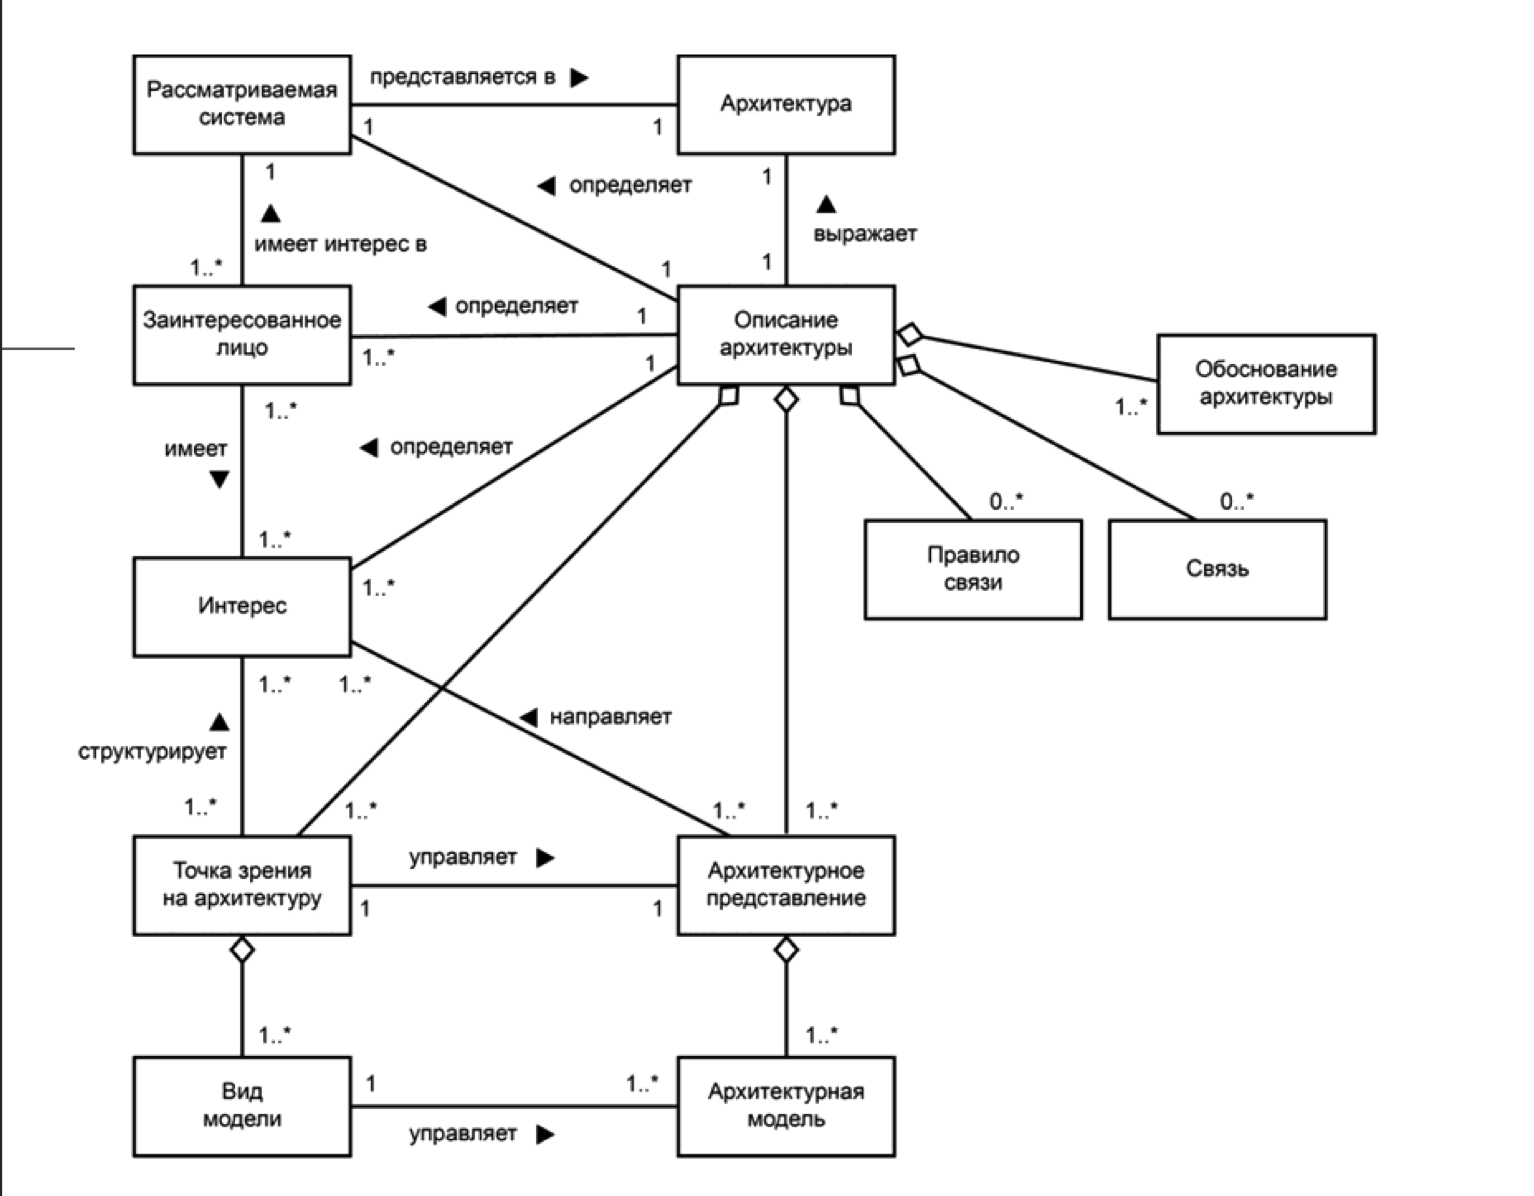 Рассматриваемая
система
представляется в ►
Архитектура
1
1
1
◄ определяет
1
▲
имеет интерес в
▲
выражает
1..*
1
1
Заинтересованное
лицо
◄ определяет
1
1..*
Описание
архитектуры
1
Обоснование
архитектуры
1..*
1..*
имеет
▼
◄ определяет
0..*
0..*
1..*
1..*
Правило
связи
Связь
Интерес
1..*
1..*
▲
структурирует
◄ направляет
1..*
1..*
1..*
1..*
Точка зрения
на архитектуру
управляет ►
Архитектурное
представление
1
1
1..*
1..*
Вид
модели
1
1..*
Архитектурная
модель
управляет ►